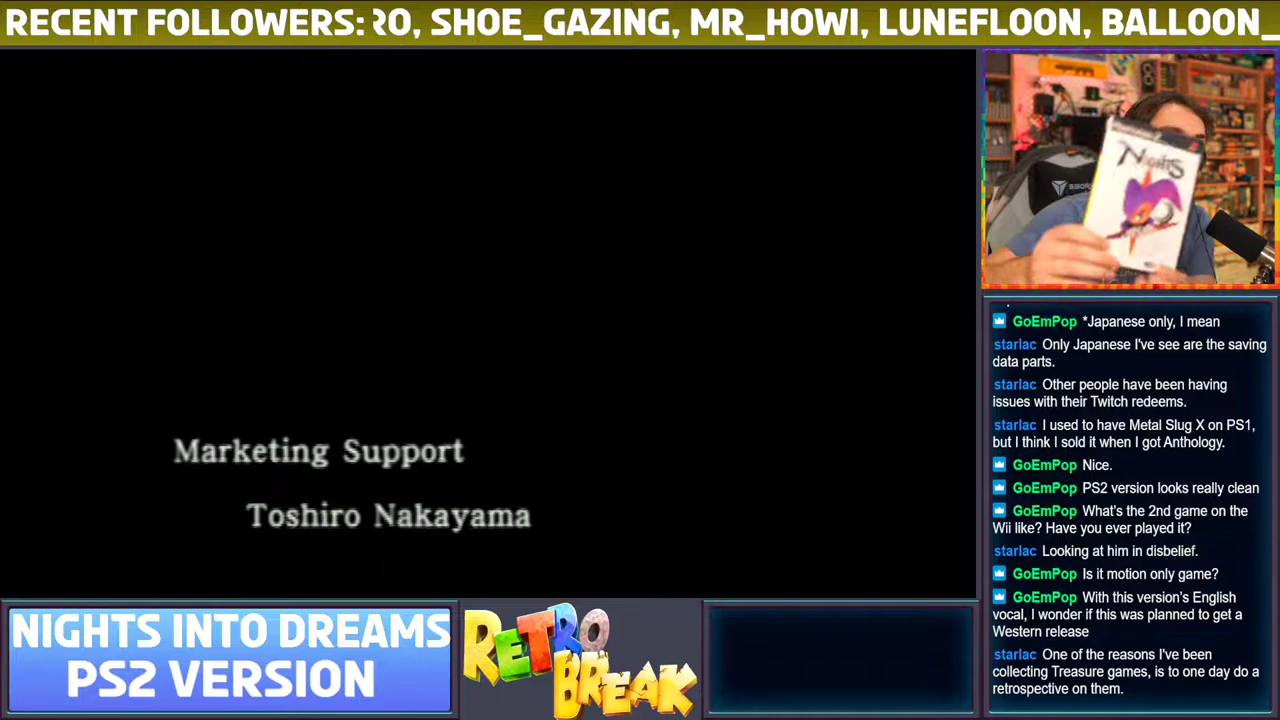 RECENT FOLLOWERS: RO, SHOE_GAZING, MR_HOWI, LUNEFLOON, BALLOON_
NiGHTS
Marketing Support
Toshiro Nakayama
GoEmPop *Japanese only, I mean
starlac Only Japanese I've see are the saving
data parts.
starlac Other people have been having
issues with their Twitch redeems.
starlac I used to have Metal Slug X on PS1,
but I think I sold it when I got Anthology.
GoEmPop Nice.
GoEmPop PS2 version looks really clean
GoEmPop What's the 2nd game on the
Wii like? Have you ever played it?
starlac Looking at him in disbelief.
GoEmPop Is it motion only game?
GoEmPop With this version's English
vocal, I wonder if this was planned to get a
Western release
starlac One of the reasons I've been
collecting Treasure games, is to one day do a
retrospective on them.
NIGHTS INTO DREAMS
PS2 VERSION
RETRO
BREAK